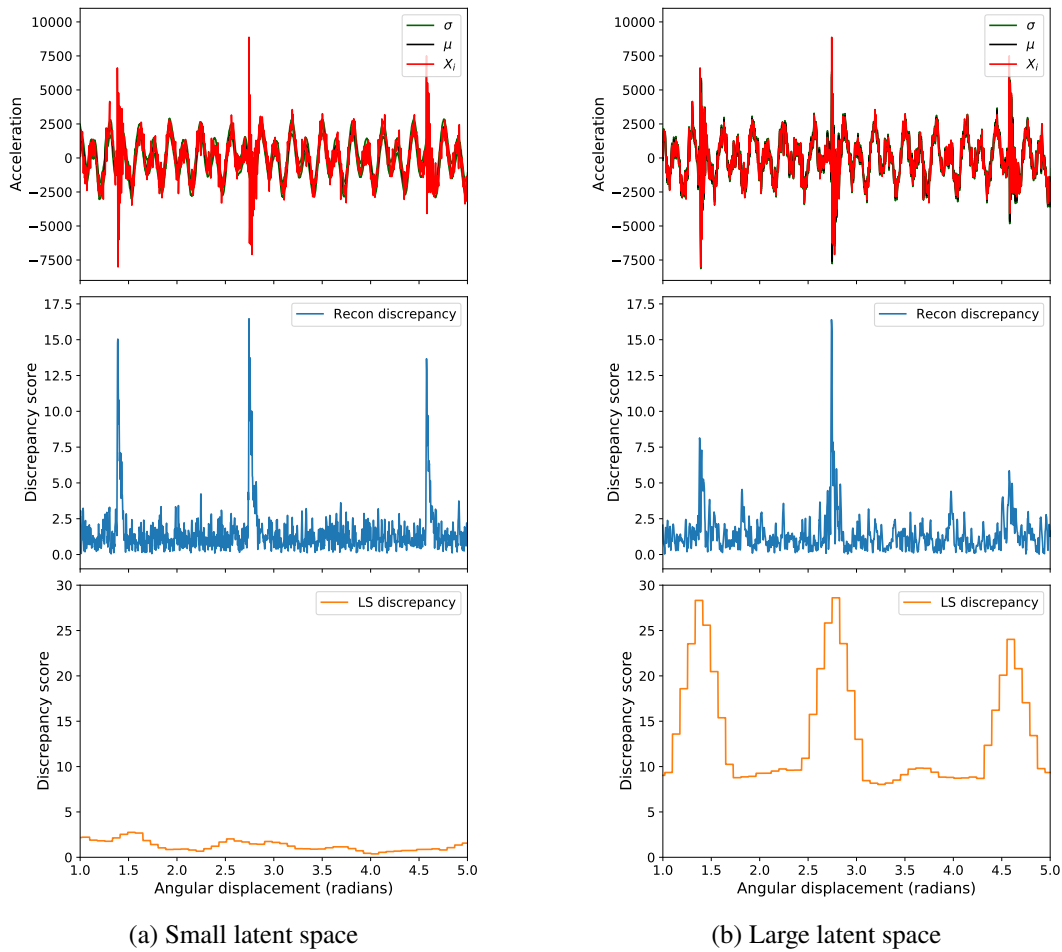 10000
7500
5000
2500
0
−2500
−5000
−7500
Acceleration
σ
μ
X_i
17.5
15.0
12.5
10.0
7.5
5.0
2.5
0.0
Discrepancy score
Recon discrepancy
30
25
20
15
10
5
0
Discrepancy score
LS discrepancy
1.0 1.5 2.0 2.5 3.0 3.5 4.0 4.5 5.0
Angular displacement (radians)
(a) Small latent space
10000
7500
5000
2500
0
−2500
−5000
−7500
Acceleration
σ
μ
X_i
17.5
15.0
12.5
10.0
7.5
5.0
2.5
0.0
Discrepancy score
Recon discrepancy
30
25
20
15
10
5
0
Discrepancy score
LS discrepancy
1.0 1.5 2.0 2.5 3.0 3.5 4.0 4.5 5.0
Angular displacement (radians)
(b) Large latent space